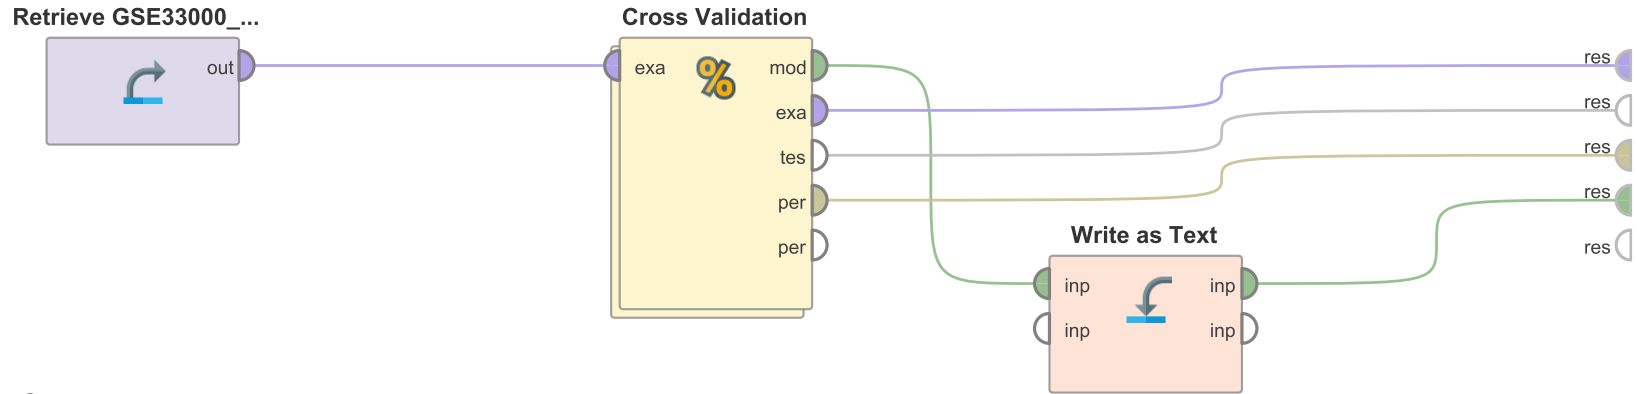 Retrieve GSE33000_...
out
Cross Validation
exa
%
mod
exa
tes
per
per
Write as Text
inp
inp
inp
inp
res
res
res
res
res